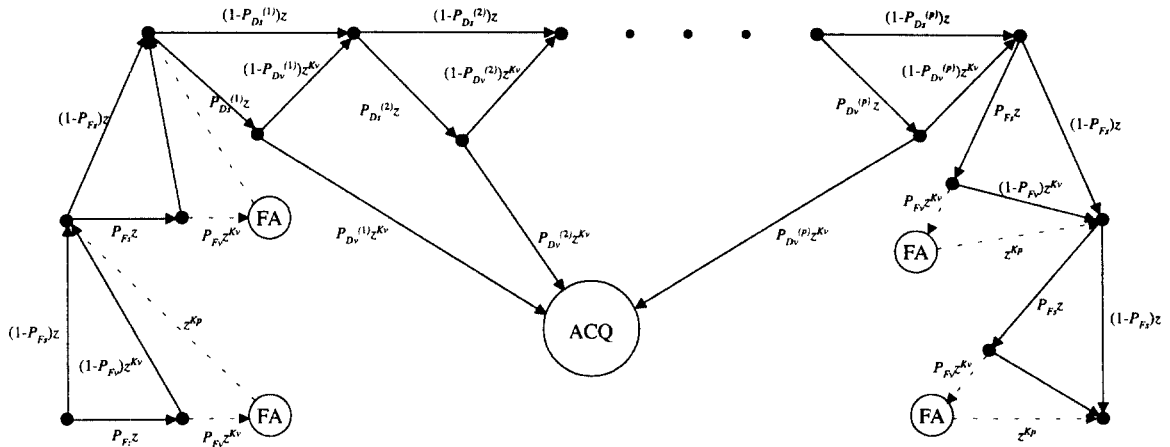 (1-P_{Ds}^{(1)})z
(1-P_{Ds}^{(2)})z
(1-P_{Ds}^{(p)})z
(1-P_{Dv}^{(1)})z^{Kv}
(1-P_{Dv}^{(2)})z^{Kv}
(1-P_{Dv}^{(p)})z^{Kv}
P_{Ds}^{(1)}z
P_{Ds}^{(2)}z
P_{Dv}^{(p)}z
(1-P_{Fs})z
P_{Fs}z
(1-P_{Fs})z
P_{Fs}z
P_{Fv}z^{Kv}
FA
P_{Dv}^{(1)}z^{Kv}
P_{Dv}^{(2)}z^{Kv}
P_{Dv}^{(p)}z^{Kv}
P_{Fv}z^{Kv}
(1-P_{Fv})z^{Kv}
FA
z^{Kp}
ACQ
(1-P_{Fs})z
(1-P_{Fv})z^{Kv}
z^{Kp}
P_{Fs}z
(1-P_{Fs})z
P_{Fv}z^{Kv}
P_{Fs}z
P_{Fv}z^{Kv}
FA
FA
z^{Kp}